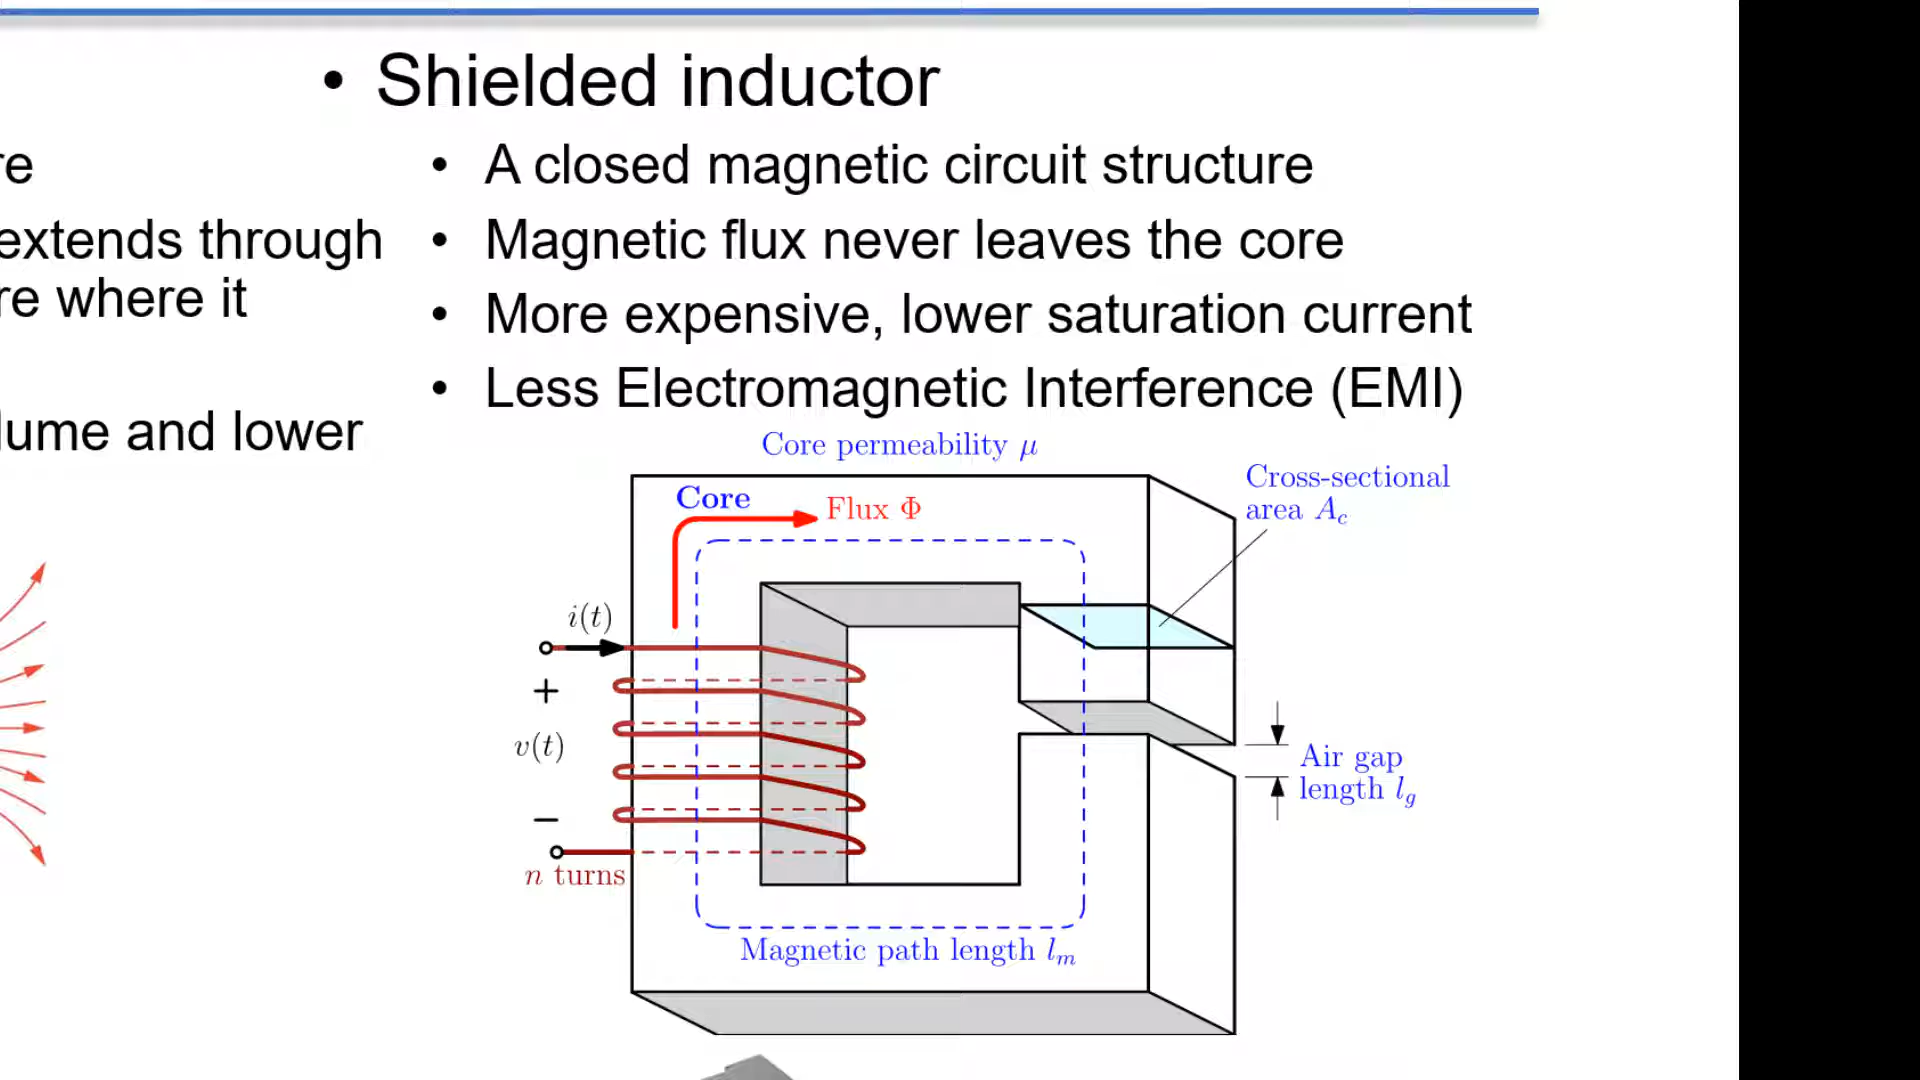 • Shielded inductor
• A closed magnetic circuit structure
• Magnetic flux never leaves the core
• More expensive, lower saturation current
• Less Electromagnetic Interference (EMI)
re
extends through
re where it
lume and lower
Core permeability μ
Cross-sectional
area A_c
Core
Flux Φ
i(t)
+
v(t)
−
n turns
Air gap
length l_g
Magnetic path length l_m